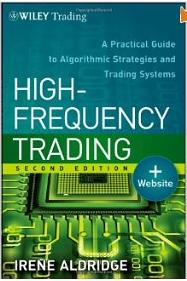 WILEY Trading
A Practical Guide
to Algorithmic Strategies and
Trading Systems
HIGH-
FREQUENCY
TRADING
SECOND EDITION
+
Website
IRENE ALDRIDGE